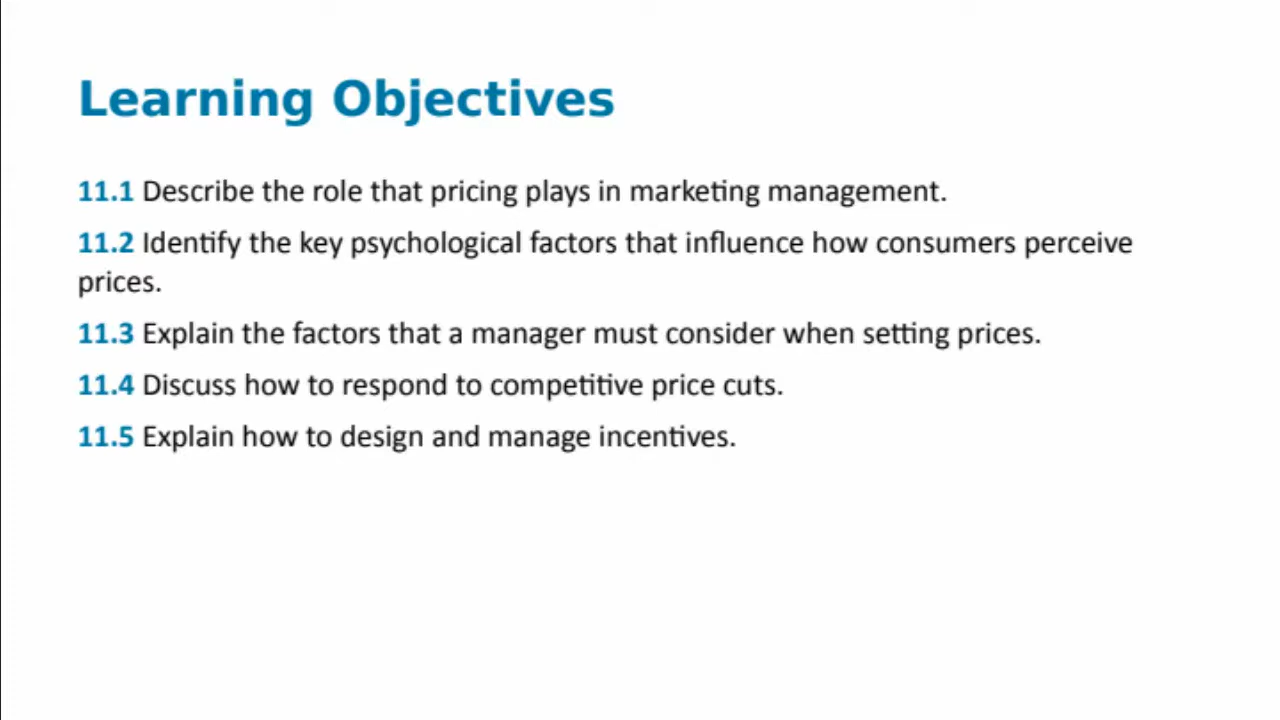 Learning Objectives
11.1 Describe the role that pricing plays in marketing management.
11.2 Identify the key psychological factors that influence how consumers perceive
prices.
11.3 Explain the factors that a manager must consider when setting prices.
11.4 Discuss how to respond to competitive price cuts.
11.5 Explain how to design and manage incentives.